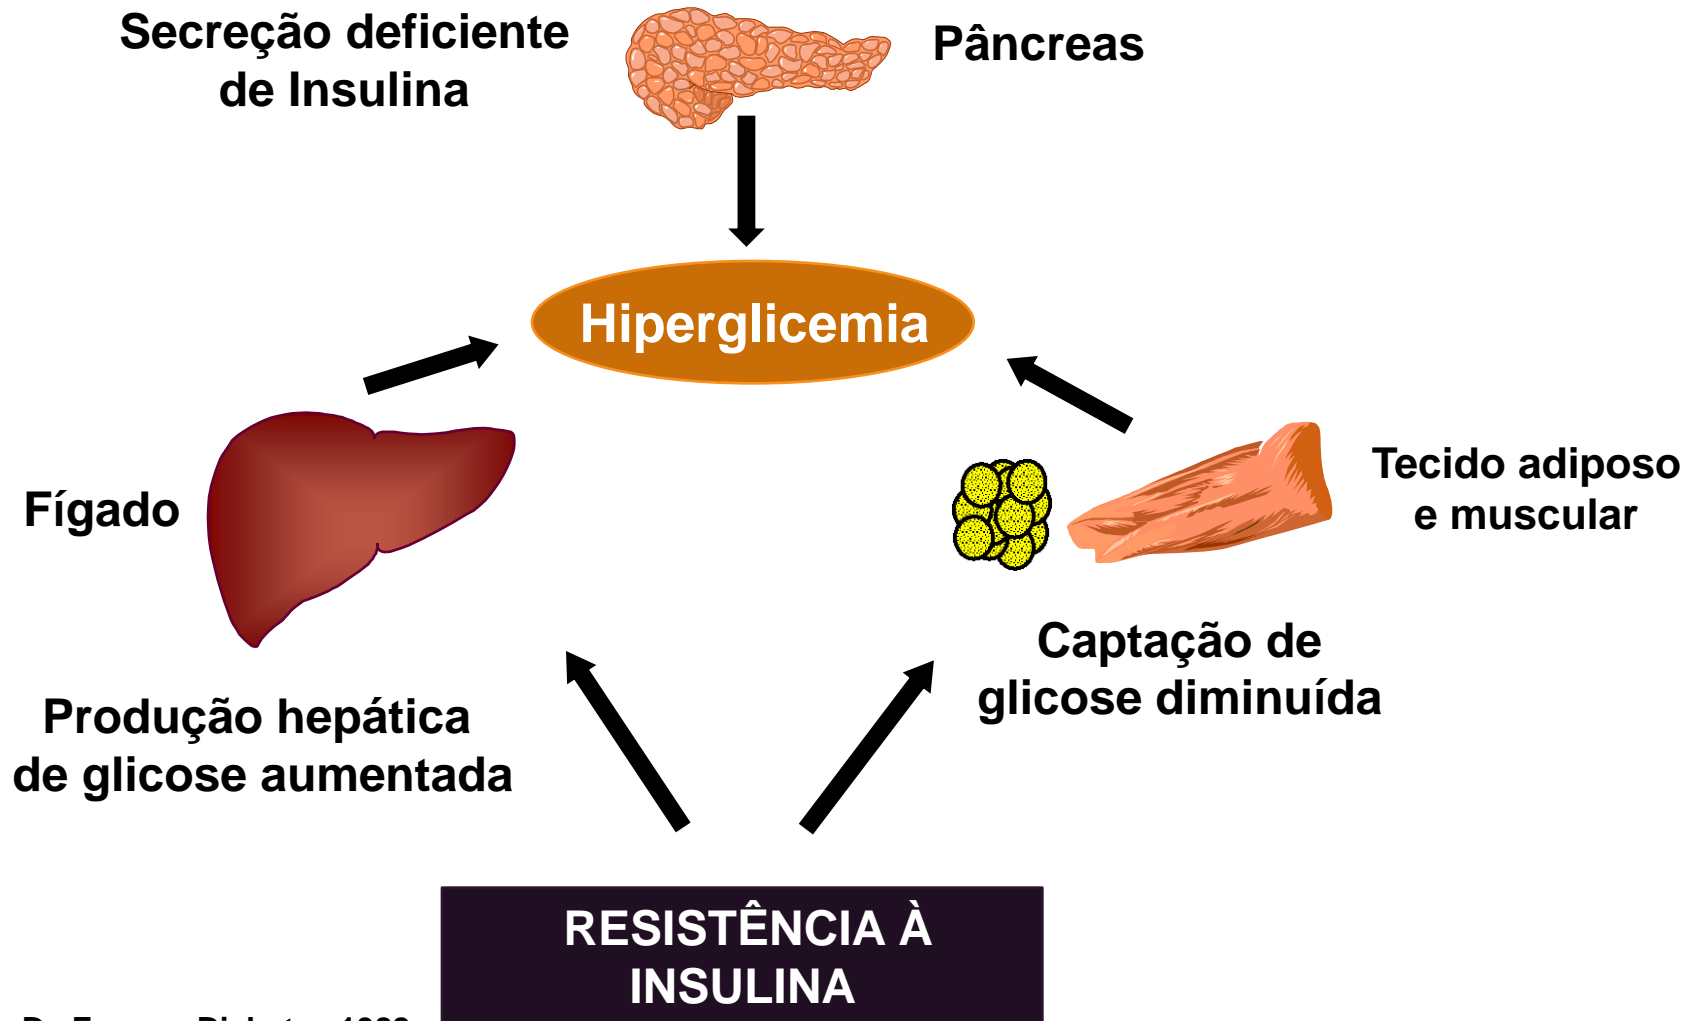 Secreção deficiente
de Insulina
Pâncreas
Hiperglicemia
Fígado
Tecido adiposo
e muscular
Captação de
glicose diminuída
Produção hepática
de glicose aumentada
RESISTÊNCIA À
INSULINA